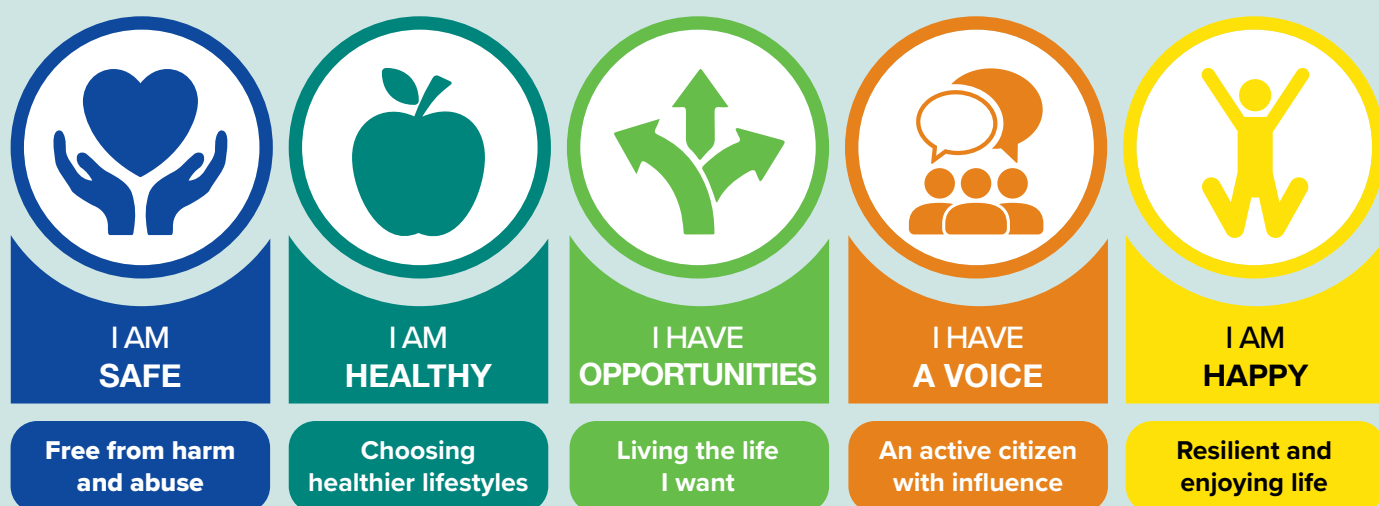 I AM
SAFE
Free from harm
and abuse
I AM
HEALTHY
Choosing
healthier lifestyles
I HAVE
OPPORTUNITIES
Living the life
I want
I HAVE
A VOICE
An active citizen
with influence
I AM
HAPPY
Resilient and
enjoying life